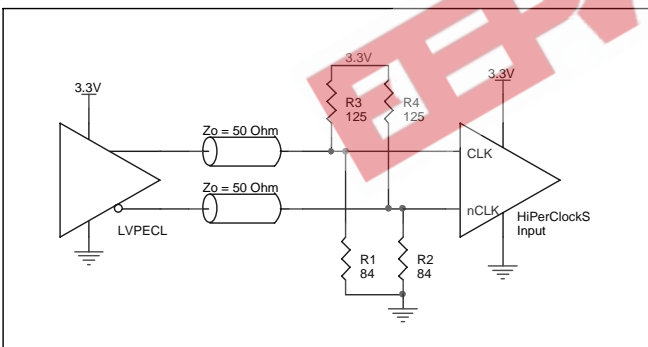 3.3V
3.3V
3.3V
R3
125
R4
125
Zo = 50 Ohm
CLK
Zo = 50 Ohm
nCLK
HiPerClockS
Input
LVPECL
R1
84
R2
84